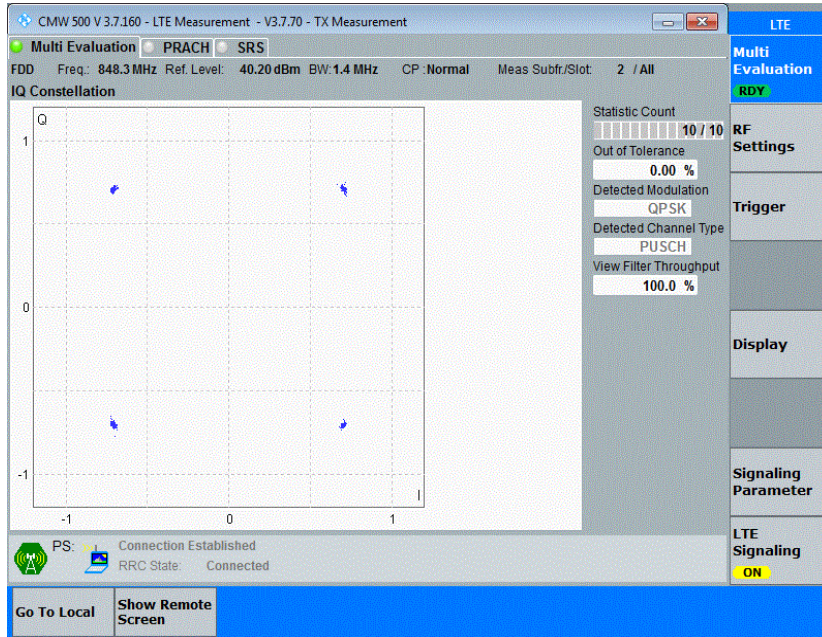 CMW 500 V 3.7.160 - LTE Measurement - V3.7.70 - TX Measurement
LTE
Multi Evaluation PRACH SRS
Multi
Evaluation
RDY
FDD Freq.: 848.3 MHz Ref. Level: 40.20 dBm BW: 1.4 MHz CP : Normal Meas Subfr./Slot: 2 / All
IQ Constellation
Q
1
0
-1
I
-1 0 1
Statistic Count
10 / 10
Out of Tolerance
0.00 %
Detected Modulation
QPSK
Detected Channel Type
PUSCH
View Filter Throughput
100.0 %
RF
Settings
Trigger
Display
Signaling
Parameter
LTE
Signaling
ON
PS: Connection Established
RRC State: Connected
Go To Local
Show Remote
Screen